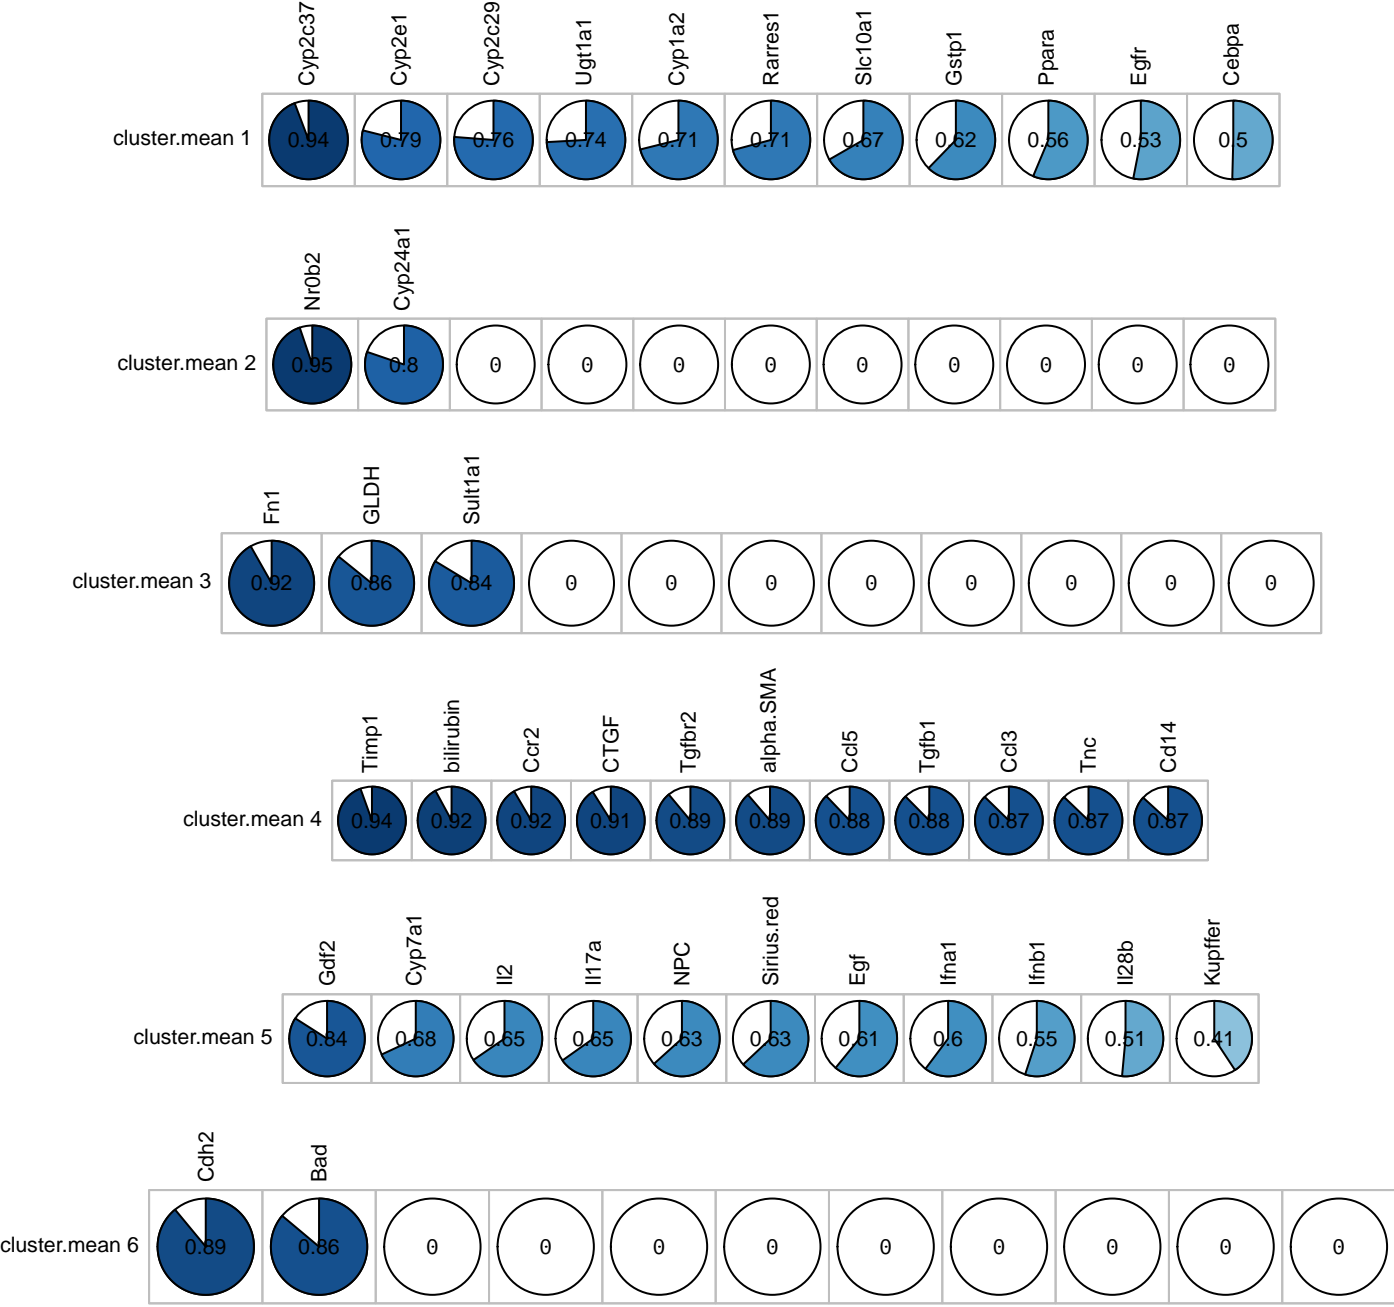 Cyp2c37 Cyp2e1 Cyp2c29 Ugt1a1 Cyp1a2 Rarres1 Slc10a1 Gstp1 Ppara Egfr Cebpa
cluster.mean 1 0.94 0.79 0.76 0.74 0.71 0.71 0.67 0.62 0.56 0.53 0.5
Nr0b2 Cyp24a1
cluster.mean 2 0.95 0.8 0 0 0 0 0 0 0 0 0
Fn1 GLDH Sult1a1
cluster.mean 3 0.92 0.86 0.84 0 0 0 0 0 0 0 0
Timp1 bilirubin Ccr2 CTGF Tgfbr2 alpha.SMA Ccl5 Tgfb1 Ccl3 Tnc Cd14
cluster.mean 4 0.94 0.92 0.92 0.91 0.89 0.89 0.88 0.88 0.87 0.87 0.87
Gdf2 Cyp7a1 Il2 Il17a NPC Sirius.red Egf Ifna1 Ifnb1 Il28b Kupffer
cluster.mean 5 0.84 0.68 0.65 0.65 0.63 0.63 0.61 0.6 0.55 0.51 0.41
Cdh2 Bad
cluster.mean 6 0.89 0.86 0 0 0 0 0 0 0 0 0